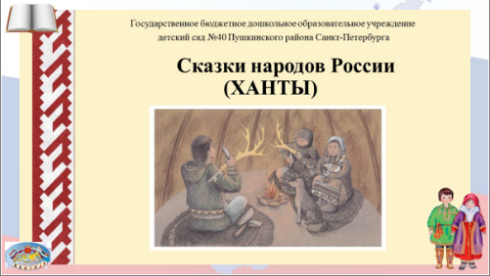 Государственное бюджетное дошкольное образовательное учреждение
детский сад №40 Пушкинского района Санкт-Петербурга
Сказки народов России
(ХАНТЫ)